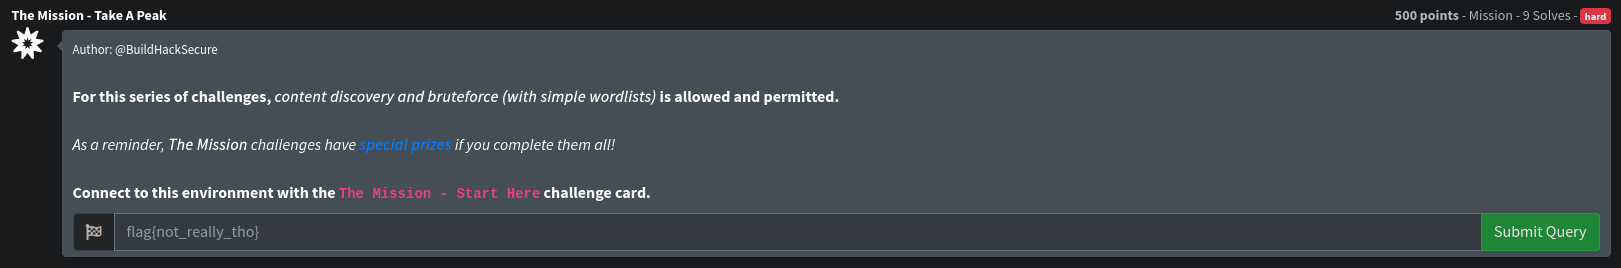 The Mission - Take A Peak
500 points - Mission - 9 Solves - hard
Author: @BuildHackSecure
For this series of challenges, content discovery and bruteforce (with simple wordlists) is allowed and permitted.
As a reminder, The Mission challenges have special prizes if you complete them all!
Connect to this environment with the The Mission - Start Here challenge card.
flag{not_really_tho}
Submit Query